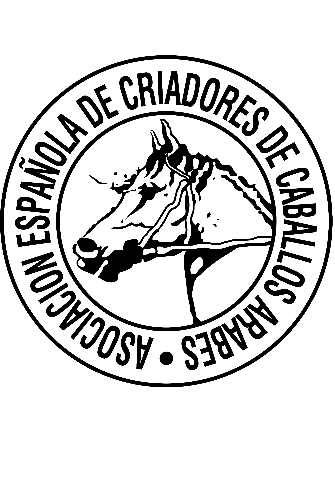 ASOCIACION ESPAÑOLA DE CRIADORES DE CABALLOS ARABES •